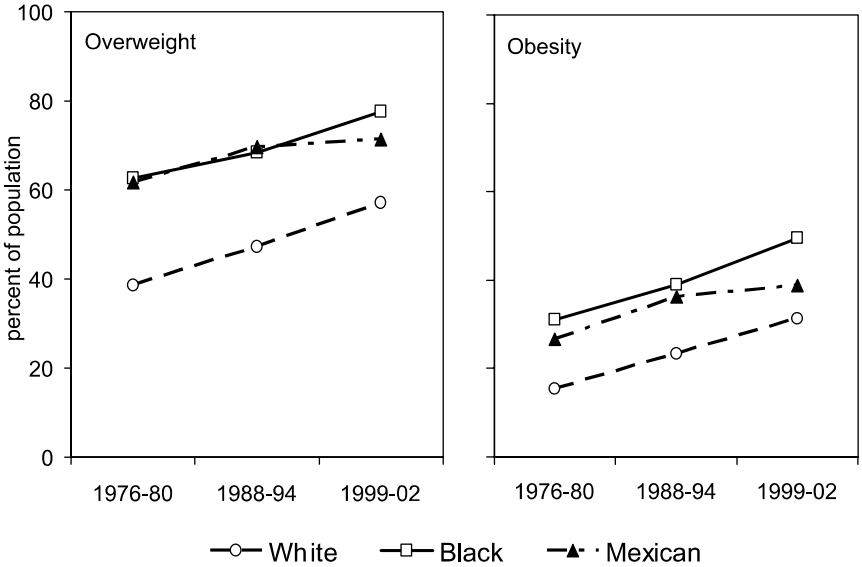 Overweight
Obesity
percent of population
100
80
60
40
20
0
1976-80 1988-94 1999-02
1976-80 1988-94 1999-02
White Black Mexican